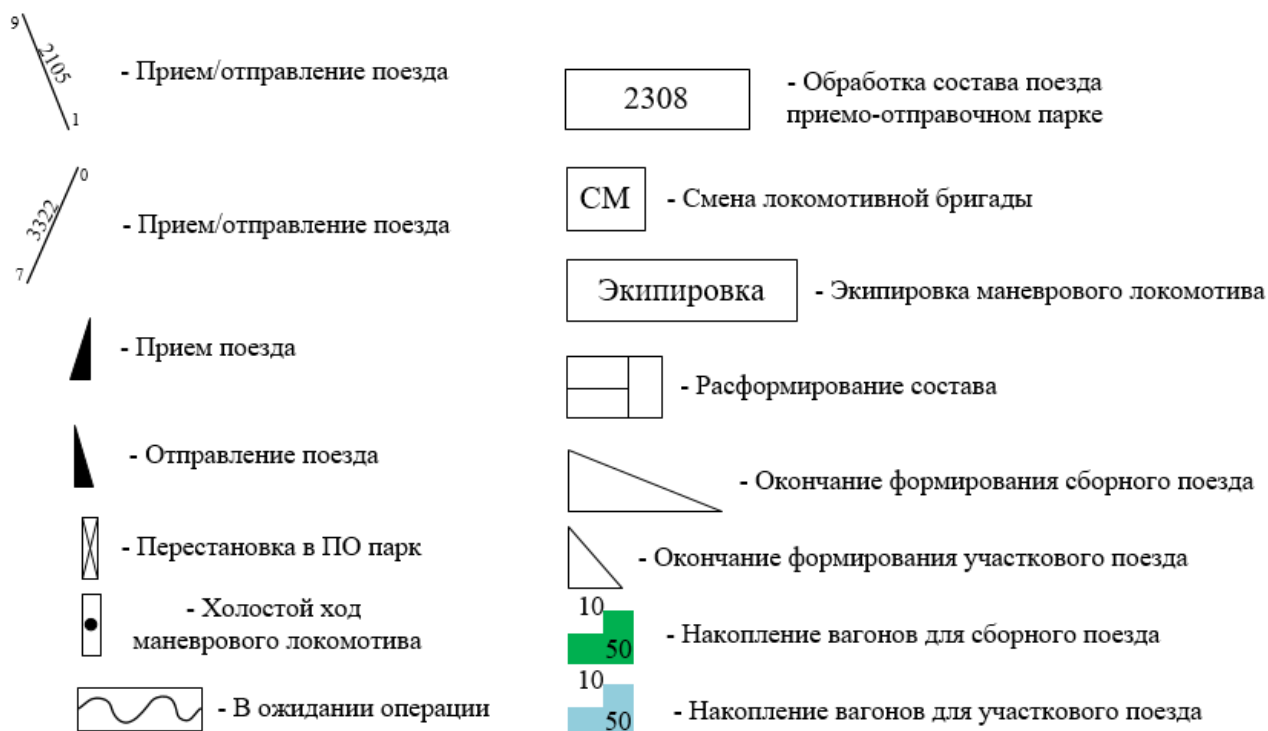 9
2105
1
- Прием/отправление поезда
0
3322
7
- Прием/отправление поезда
- Прием поезда
- Отправление поезда
- Перестановка в ПО парк
- Холостой ход
маневрового локомотива
- В ожидании операции
2308
- Обработка состава поезда
приемо-отправочном парке
СМ
- Смена локомотивной бригады
Экипировка
- Экипировка маневрового локомотива
- Расформирование состава
- Окончание формирования сборного поезда
- Окончание формирования участкового поезда
10
50
- Накопление вагонов для сборного поезда
10
50
- Накопление вагонов для участкового поезда